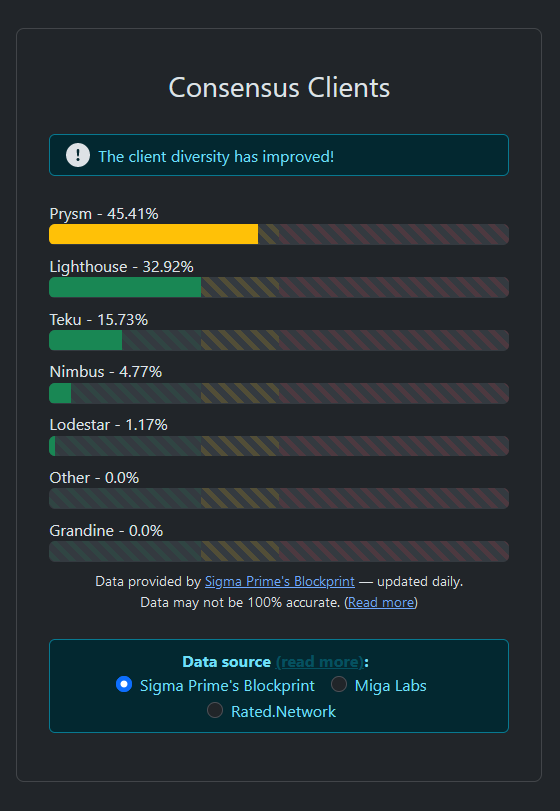 Consensus Clients
! The client diversity has improved!
Prysm - 45.41%
Lighthouse - 32.92%
Teku - 15.73%
Nimbus - 4.77%
Lodestar - 1.17%
Other - 0.0%
Grandine - 0.0%
Data provided by Sigma Prime's Blockprint — updated daily.
Data may not be 100% accurate. (Read more)
Data source (read more):
Sigma Prime's Blockprint Miga Labs
Rated.Network